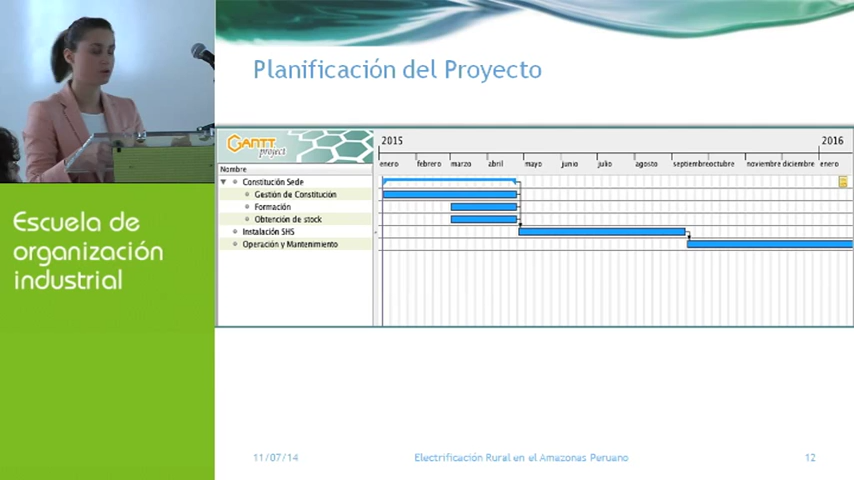 Escuela de
organización
industrial
Planificación del Proyecto
GANTT
project
2015
2016
enero febrero marzo abril mayo junio julio agosto septiembre octubre noviembre diciembre enero
Nombre
Constitución Sede
Gestión de Constitución
Formación
Obtención de stock
Instalación SHS
Operación y Mantenimiento
11/07/14
Electrificación Rural en el Amazonas Peruano
12